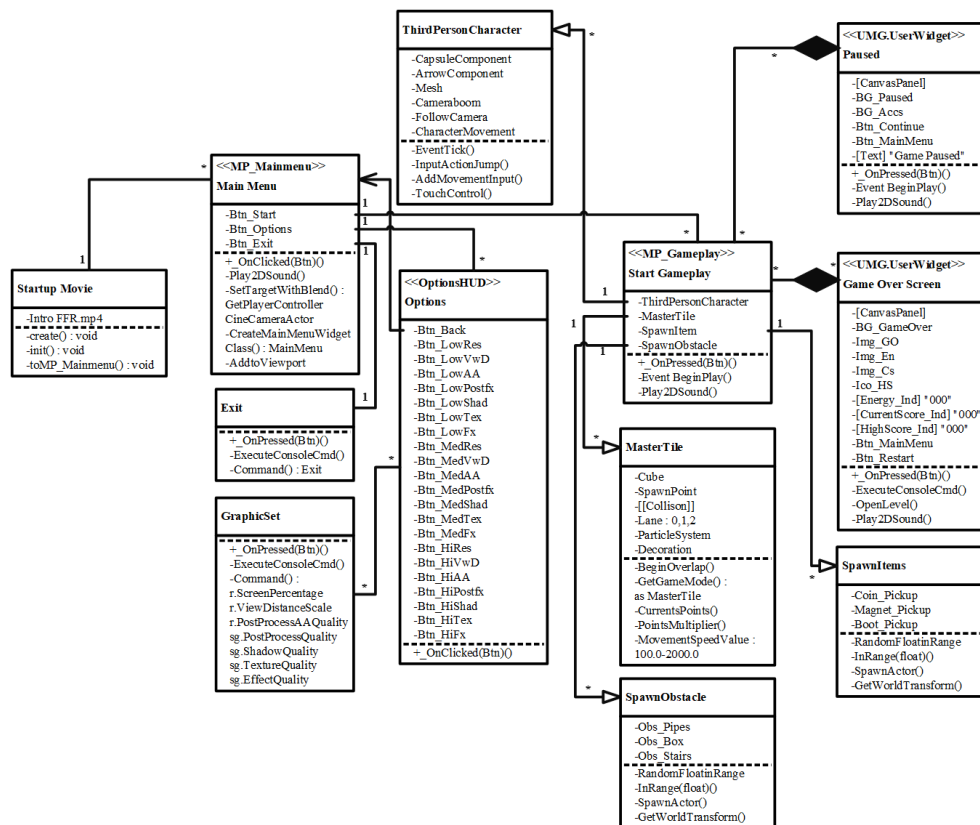 ThirdPersonCharacter
-CapsuleComponent
-ArrowComponent
-Mesh
-Cameraboom
-FollowCamera
-CharacterMovement
-EventTick()
-InputActionJump()
-AddMovementInput()
-TouchControl()
*
*
<<UMG.UserWidget>>
Paused
-[CanvasPanel]
-BG_Paused
-BG_Accs
-Btn_Continue
-Btn_MainMenu
-[Text] "Game Paused"
+_OnPressed(Btn)()
-Event BeginPlay()
-Play2DSound()
<<MP_Mainmenu>>
Main Menu
-Btn_Start
-Btn_Options
-Btn_Exit
+_OnClicked(Btn)()
-Play2DSound()
-SetTargetWithBlend() :
GetPlayerController
CineCameraActor
-CreateMainMenuWidget
Class() : MainMenu
-AddtoViewport
*
1
1
1
1
*
*
*
Startup Movie
-Intro FFR.mp4
-create() : void
-init() : void
-toMP_Mainmenu() : void
<<OptionsHUD>>
Options
-Btn_Back
-Btn_LowRes
-Btn_LowVwD
-Btn_LowAA
-Btn_LowPostfx
-Btn_LowShad
-Btn_LowTex
-Btn_LowFx
-Btn_MedRes
-Btn_MedVwD
-Btn_MedAA
-Btn_MedPostfx
-Btn_MedShad
-Btn_MedTex
-Btn_MedFx
-Btn_HiRes
-Btn_HiVwD
-Btn_HiAA
-Btn_HiPostfx
-Btn_HiShad
-Btn_HiTex
-Btn_HiFx
+_OnClicked(Btn)()
<<MP_Gameplay>>
Start Gameplay
-ThirdPersonCharacter
-MasterTile
-SpawnItem
-SpawnObstacle
+_OnPressed(Btn)()
-Event BeginPlay()
-Play2DSound()
1
1
1
1
*
*
<<UMG.UserWidget>>
Game Over Screen
-[CanvasPanel]
-BG_GameOver
-Img_GO
-Img_En
-Img_Cs
-Ico_HS
-[Energy_Ind] "000"
-[CurrentScore_Ind] "000"
-[HighScore_Ind] "000"
-Btn_MainMenu
-Btn_Restart
+_OnPressed(Btn)()
-ExecuteConsoleCmd()
-OpenLevel()
-Play2DSound()
Exit
+_OnPressed(Btn)()
-ExecuteConsoleCmd()
-Command() : Exit
1
*
*
GraphicSet
+_OnPressed(Btn)()
-ExecuteConsoleCmd()
-Command() :
r.ScreenPercentage
r.ViewDistanceScale
r.PostProcessAAQuality
sg.PostProcessQuality
sg.ShadowQuality
sg.TextureQuality
sg.EffectQuality
*
MasterTile
-Cube
-SpawnPoint
-[[Collison]]
-Lane : 0,1,2
-ParticleSystem
-Decoration
-BeginOverlap()
-GetGameMode() :
as MasterTile
-CurrentsPoints()
-PointsMultiplier()
-MovementSpeedValue :
100.0-2000.0
*
SpawnItems
-Coin_Pickup
-Magnet_Pickup
-Boot_Pickup
-RandomFloatinRange
-InRange(float)()
-SpawnActor()
-GetWorldTransform()
*
SpawnObstacle
-Obs_Pipes
-Obs_Box
-Obs_Stairs
-RandomFloatinRange
-InRange(float)()
-SpawnActor()
-GetWorldTransform()